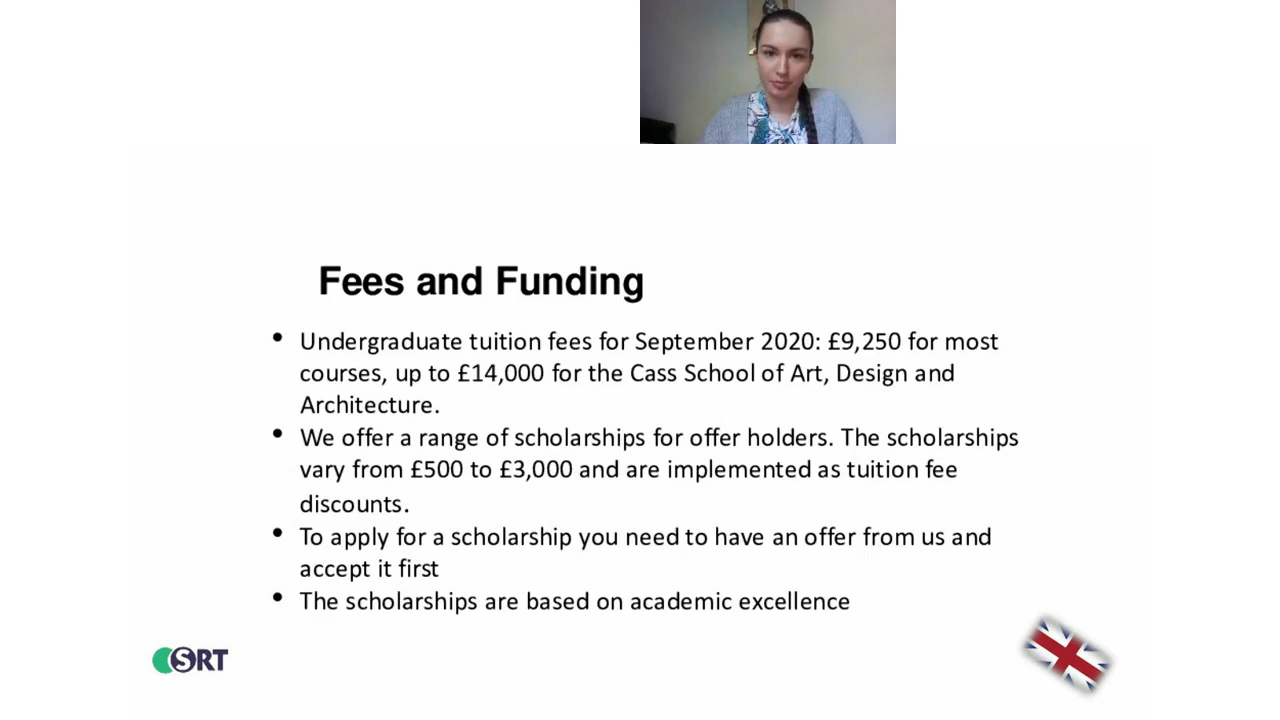 Fees and Funding
• Undergraduate tuition fees for September 2020: £9,250 for most
courses, up to £14,000 for the Cass School of Art, Design and
Architecture.
• We offer a range of scholarships for offer holders. The scholarships
vary from £500 to £3,000 and are implemented as tuition fee
discounts.
• To apply for a scholarship you need to have an offer from us and
accept it first
• The scholarships are based on academic excellence
SRT